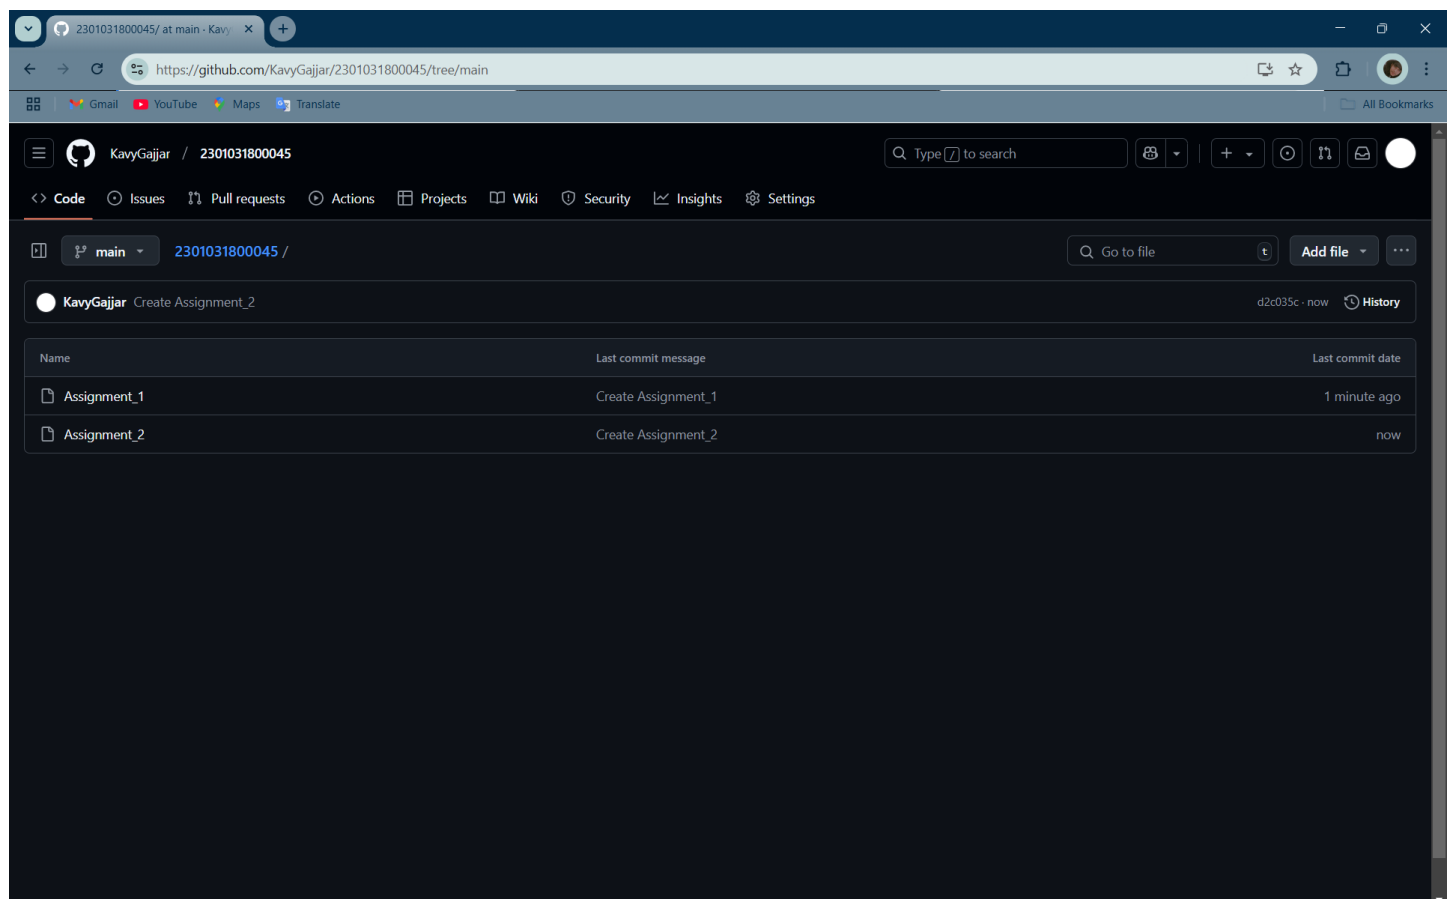 2301031800045/ at main · Kavy
https://github.com/KavyGajjar/2301031800045/tree/main
Gmail YouTube Maps Translate All Bookmarks
KavyGajjar / 2301031800045 Type / to search
Code Issues Pull requests Actions Projects Wiki Security Insights Settings
main 2301031800045 / Go to file t Add file
KavyGajjar Create Assignment_2 d2c035c · now History
Name Last commit message Last commit date
Assignment_1 Create Assignment_1 1 minute ago
Assignment_2 Create Assignment_2 now